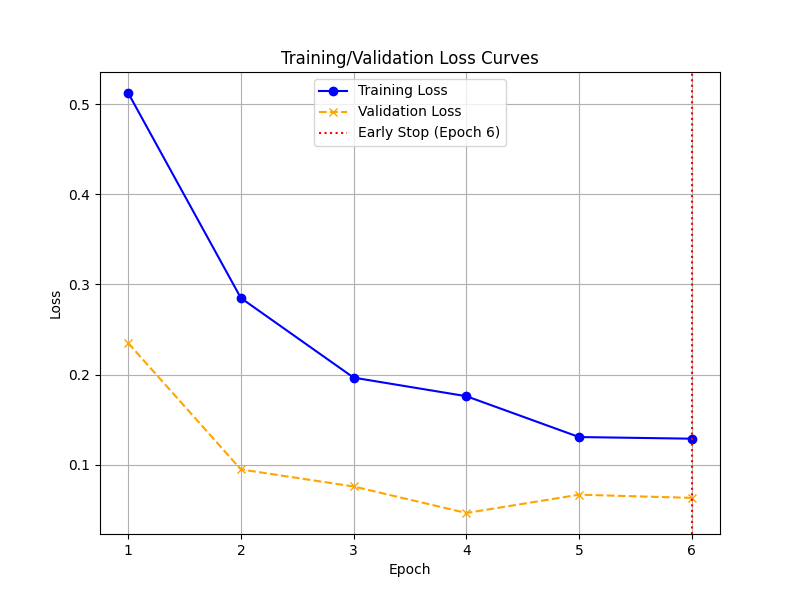 Training/Validation Loss Curves
Training Loss
Validation Loss
Early Stop (Epoch 6)
0.5
0.4
0.3
0.2
0.1
Loss
1 2 3 4 5 6
Epoch